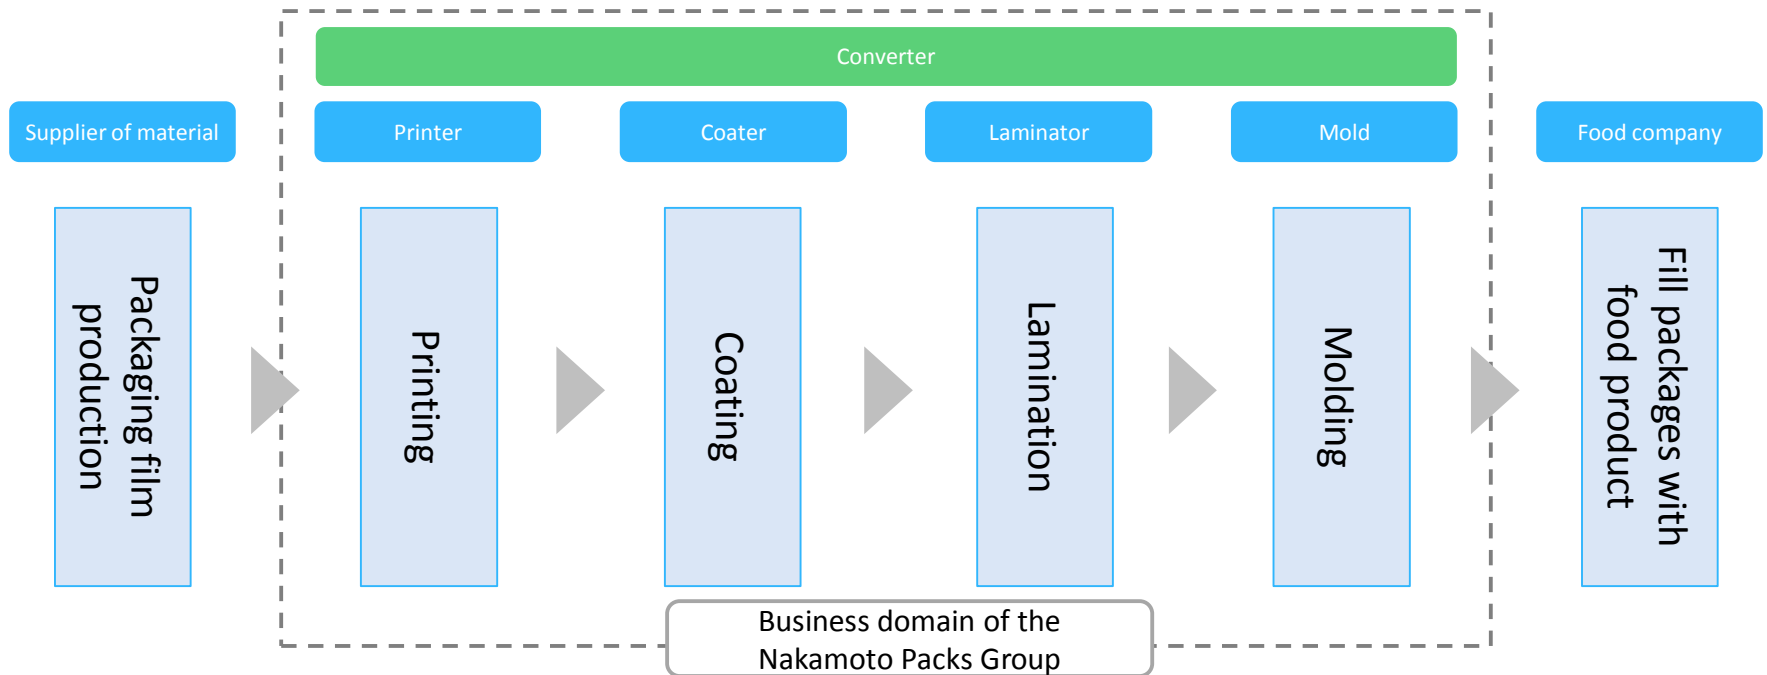 Converter
Supplier of material
Printer
Coater
Laminator
Mold
Food company
Packaging film
production
Printing
Coating
Lamination
Molding
Fill packages with
food product
Business domain of the
Nakamoto Packs Group